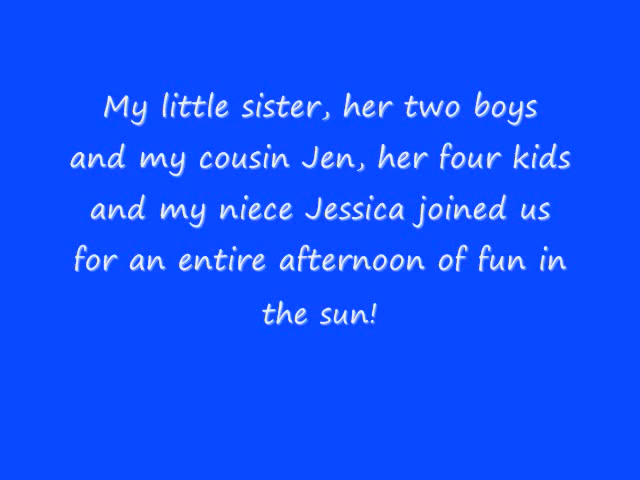 My little sister, her two boys
and my cousin Jen, her four kids
and my niece Jessica joined us
for an entire afternoon of fun in
the sun!